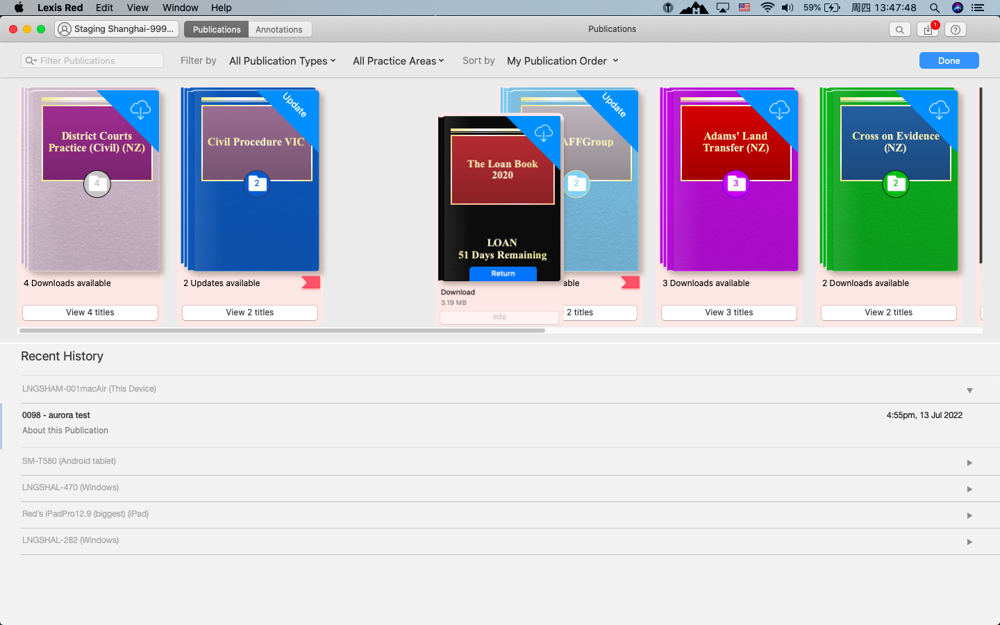 Lexis Red Edit View Window Help 59% 周四 13:47:48
Staging Shanghai-999... Publications Annotations Publications 1
Filter Publications Filter by All Publication Types All Practice Areas Sort by My Publication Order Done
District Courts
Practice (Civil) (NZ)
4
4 Downloads available
View 4 titles
Update
Civil Procedure VIC
2
2 Updates available
View 2 titles
The Loan Book
2020
LOAN
51 Days Remaining
Return
Download
3.19 MB
Info
Update
AFFGroup
2
able
2 titles
Adams' Land
Transfer (NZ)
3
3 Downloads available
View 3 titles
Cross on Evidence
(NZ)
2
2 Downloads available
View 2 titles
Recent History
LNGSHAM-001macAir (This Device)
0098 - aurora test 4:55pm, 13 Jul 2022
About this Publication
SM-T580 (Android tablet)
LNGSHAL-470 (Windows)
Red's iPadPro12.9 (biggest) (iPad)
LNGSHAL-282 (Windows)